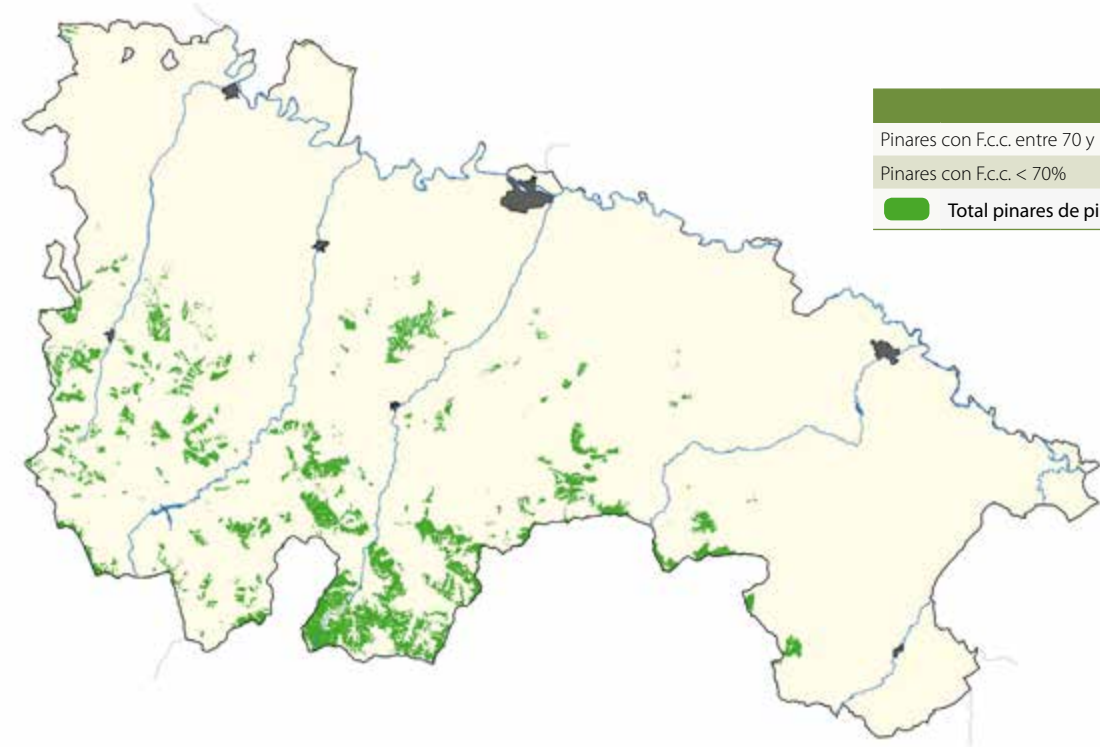 Pinares con F.c.c. entre 70 y
Pinares con F.c.c. < 70%
Total pinares de pi